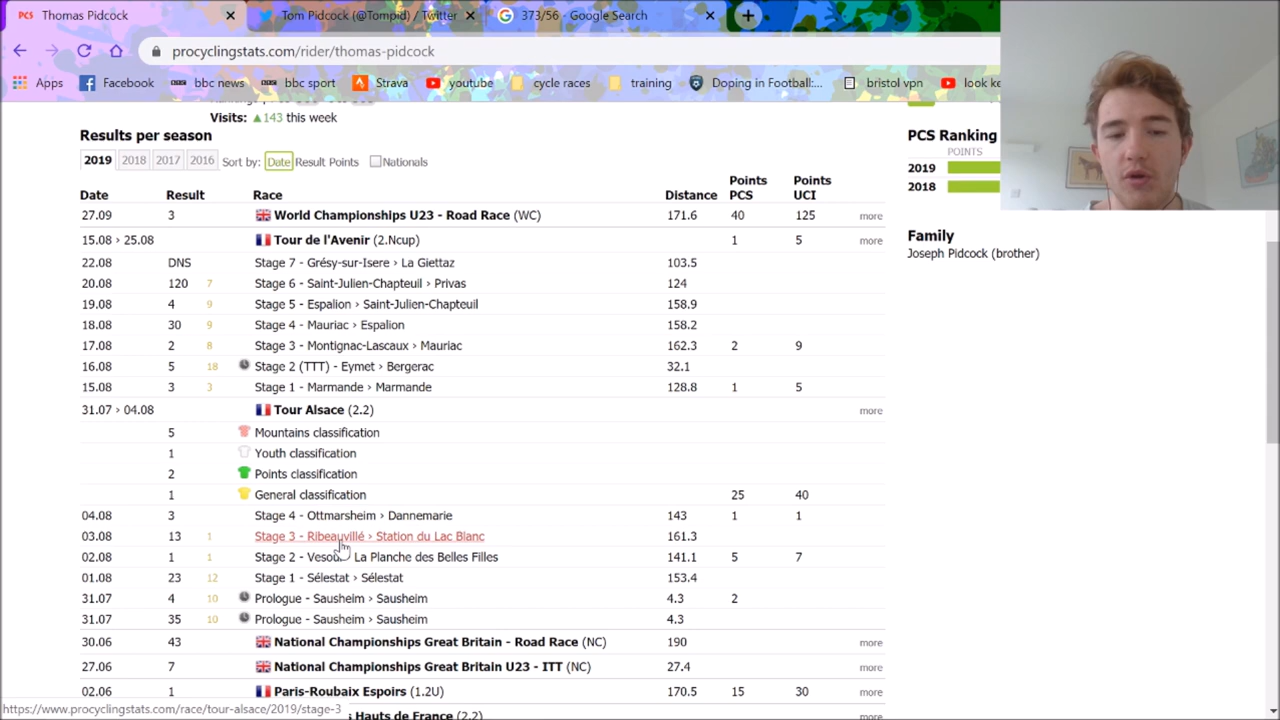 PCS Thomas Pidcock × Tom Pidcock (@Tompid) / Twitter × G 373/56 - Google Search × +
procyclingstats.com/rider/thomas-pidcock
Apps Facebook bbc news bbc sport Strava youtube cycle races training Doping in Football:... bristol vpn look ke
Visits: ▲143 this week
Results per season
2019 2018 2017 2016 Sort by: Date Result Points Nationals
Date Result Race Distance Points PCS Points UCI
27.09 3 World Championships U23 - Road Race (WC) 171.6 40 125 more
15.08 › 25.08 Tour de l'Avenir (2.Ncup) 1 5 more
22.08 DNS Stage 7 - Grésy-sur-Isere › La Giettaz 103.5
20.08 120 7 Stage 6 - Saint-Julien-Chapteuil › Privas 124
19.08 4 9 Stage 5 - Espalion › Saint-Julien-Chapteuil 158.9
18.08 30 9 Stage 4 - Mauriac › Espalion 158.2
17.08 2 8 Stage 3 - Montignac-Lascaux › Mauriac 162.3 2 9
16.08 5 18 Stage 2 (TTT) - Eymet › Bergerac 32.1
15.08 3 3 Stage 1 - Marmande › Marmande 128.8 1 5
31.07 › 04.08 Tour Alsace (2.2) more
5 Mountains classification
1 Youth classification
2 Points classification
1 General classification 25 40
04.08 3 Stage 4 - Ottmarsheim › Dannemarie 143 1 1
03.08 13 1 Stage 3 - Ribeauvillé › Station du Lac Blanc 161.3
02.08 1 1 Stage 2 - Vesou La Planche des Belles Filles 141.1 5 7
01.08 23 12 Stage 1 - Sélestat › Sélestat 153.4
31.07 4 10 Prologue - Sausheim › Sausheim 4.3 2
31.07 35 10 Prologue - Sausheim › Sausheim 4.3
30.06 43 National Championships Great Britain - Road Race (NC) 190 more
27.06 7 National Championships Great Britain U23 - ITT (NC) 27.4 more
02.06 1 Paris-Roubaix Espoirs (1.2U) 170.5 15 30 more
s Hauts de France (2.2) more
https://www.procyclingstats.com/race/tour-alsace/2019/stage-3
PCS Ranking
POINTS
2019
2018
Family
Joseph Pidcock (brother)